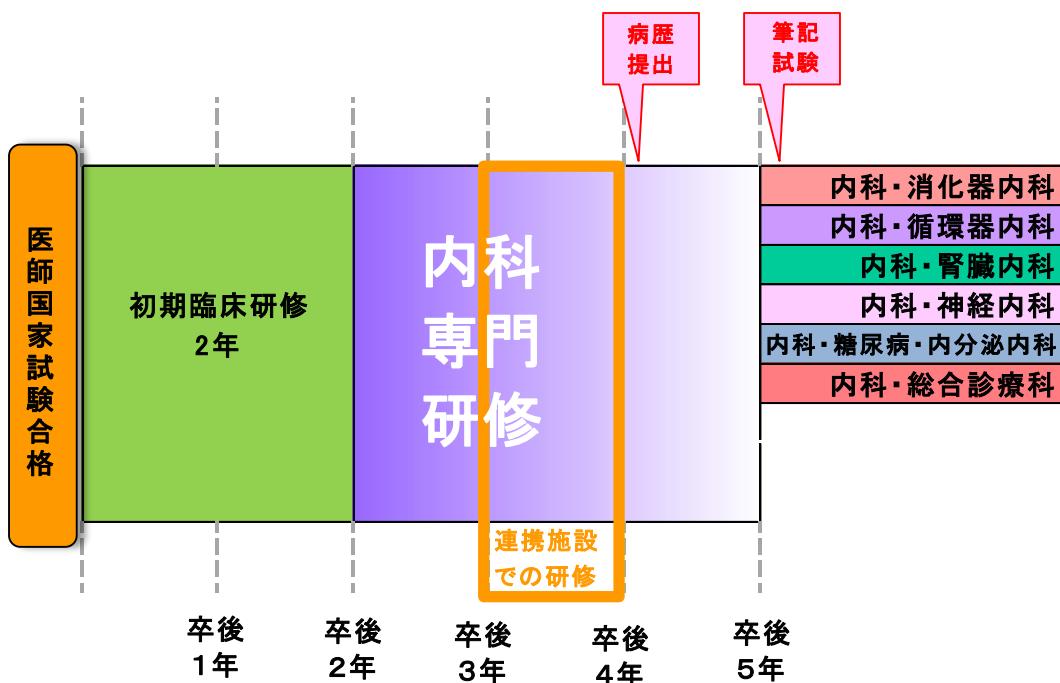 病歴
提出
筆記
試験
医師国家試験合格
初期臨床研修
2年
内科
専門
研修
連携施設
での研修
内科・消化器内科
内科・循環器内科
内科・腎臓内科
内科・神経内科
内科・糖尿病・内分泌内科
内科・総合診療科
卒後
1年
卒後
2年
卒後
3年
卒後
4年
卒後
5年